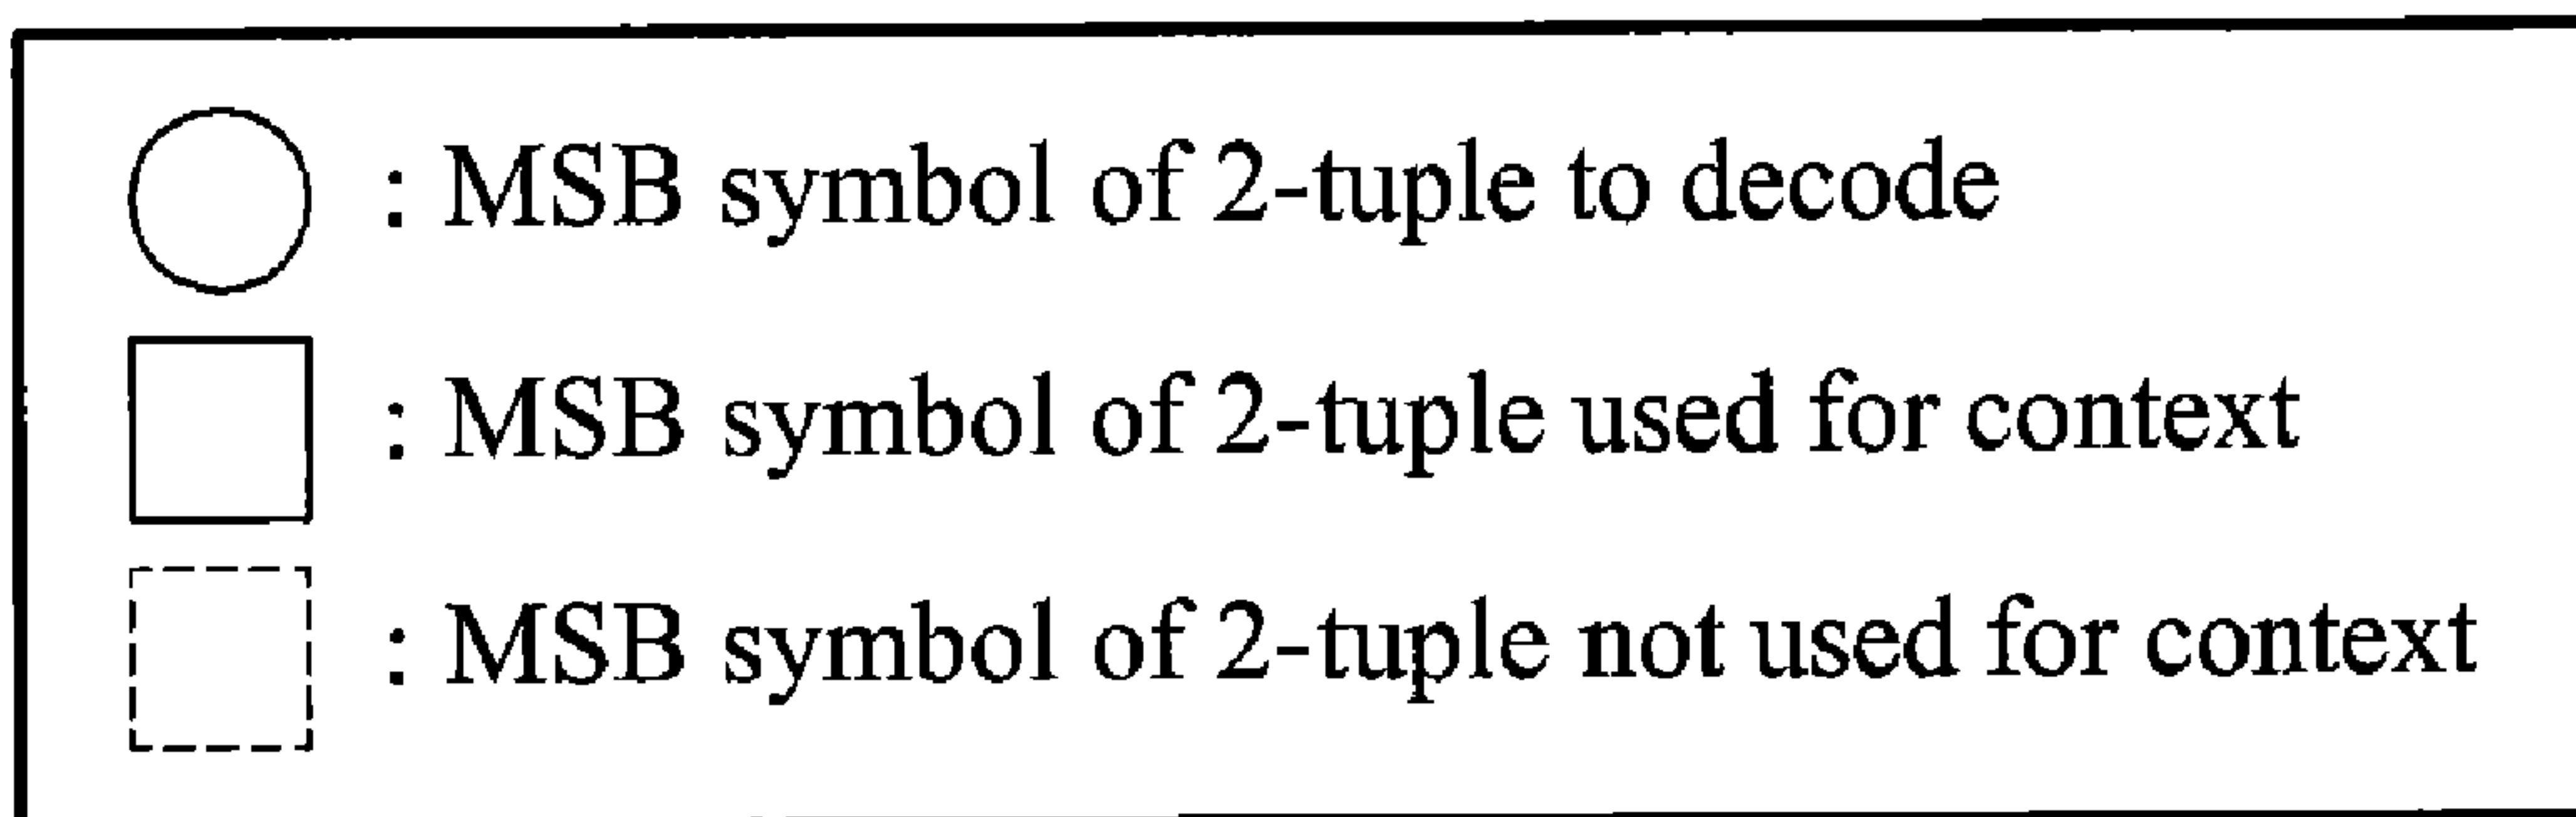 : MSB symbol of 2-tuple to decode
: MSB symbol of 2-tuple used for context
: MSB symbol of 2-tuple not used for context